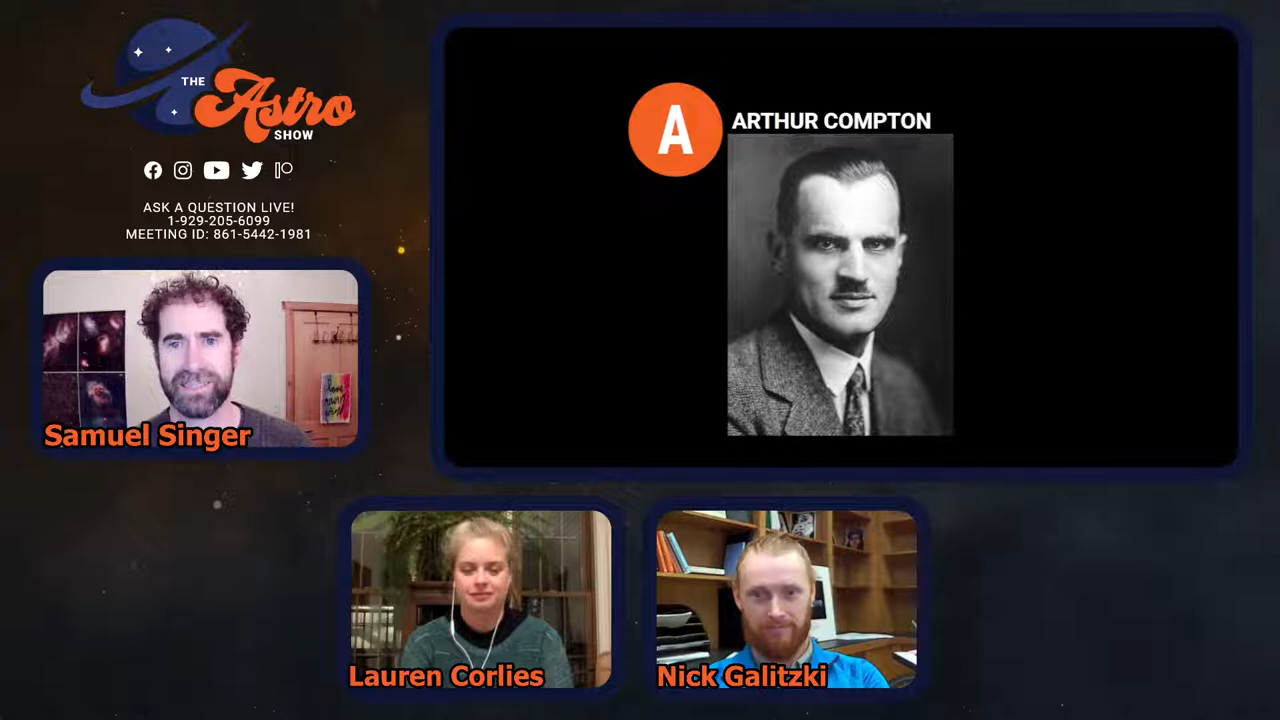 THE
Astro
SHOW
ASK A QUESTION LIVE!
1-929-205-6099
MEETING ID: 861-5442-1981
A
ARTHUR COMPTON
Samuel Singer
Lauren Corlies
Nick Galitzki